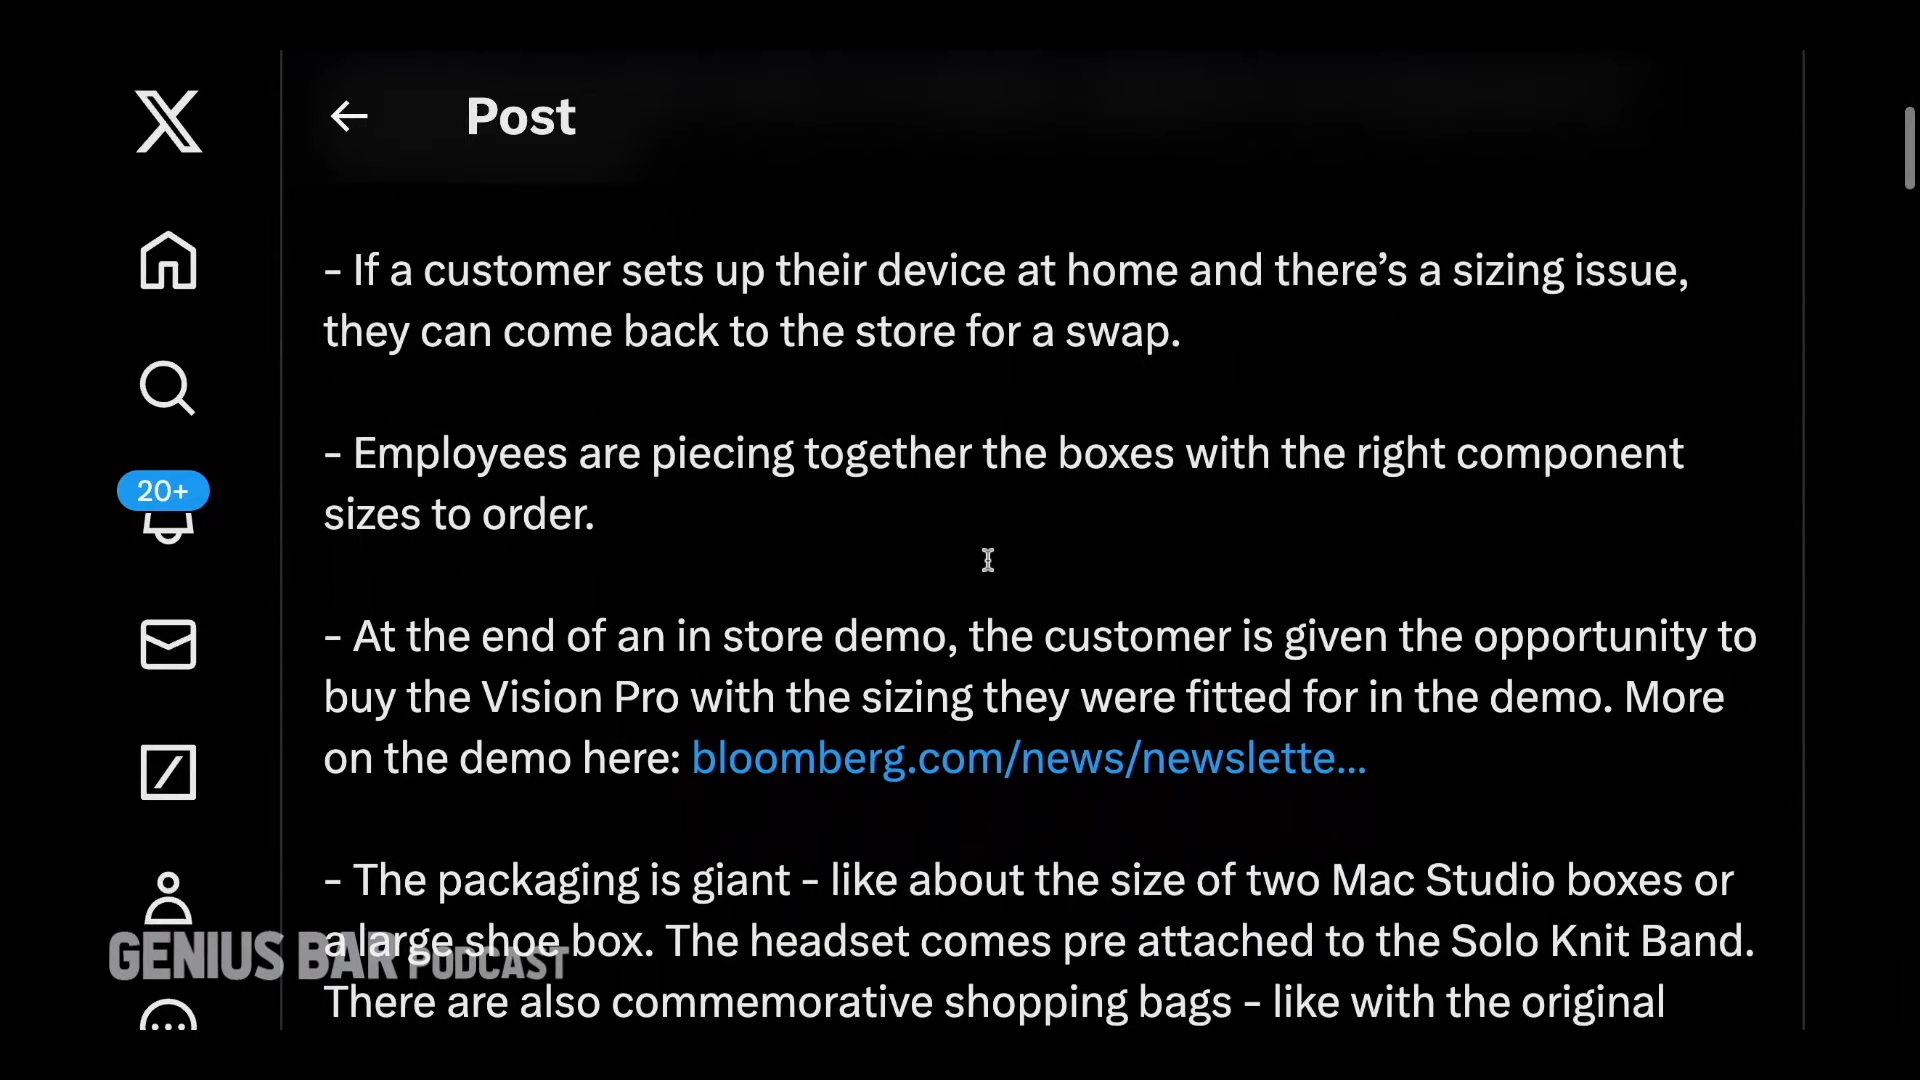 Post
– If a customer sets up their device at home and there’s a sizing issue,
they can come back to the store for a swap.
– Employees are piecing together the boxes with the right component
sizes to order.
20+
– At the end of an in store demo, the customer is given the opportunity to
buy the Vision Pro with the sizing they were fitted for in the demo. More
on the demo here: bloomberg.com/news/newslette...
– The packaging is giant – like about the size of two Mac Studio boxes or
a large shoe box. The headset comes pre attached to the Solo Knit Band.
GENIUS BAR PODCAST
There are also commemorative shopping bags – like with the original